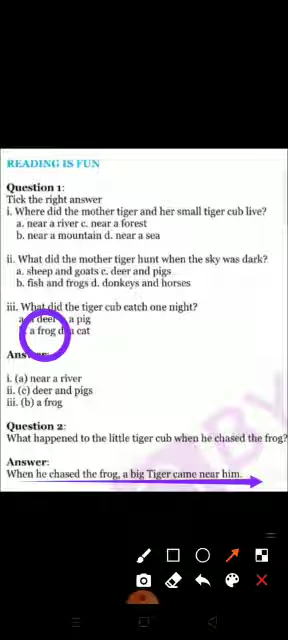 READING IS FUN
Question 1:
Tick the right answer
i. Where did the mother tiger and her small tiger cub live?
a. near a river c. near a forest
b. near a mountain d. near a sea
ii. What did the mother tiger hunt when the sky was dark?
a. sheep and goats c. deer and pigs
b. fish and frogs d. donkeys and horses
iii. What did the tiger cub catch one night?
a. a deer c. a pig
a frog d. a cat
Answer:
i. (a) near a river
ii. (c) deer and pigs
iii. (b) a frog
Question 2:
What happened to the little tiger cub when he chased the frog?
Answer:
When he chased the frog, a big Tiger came near him.